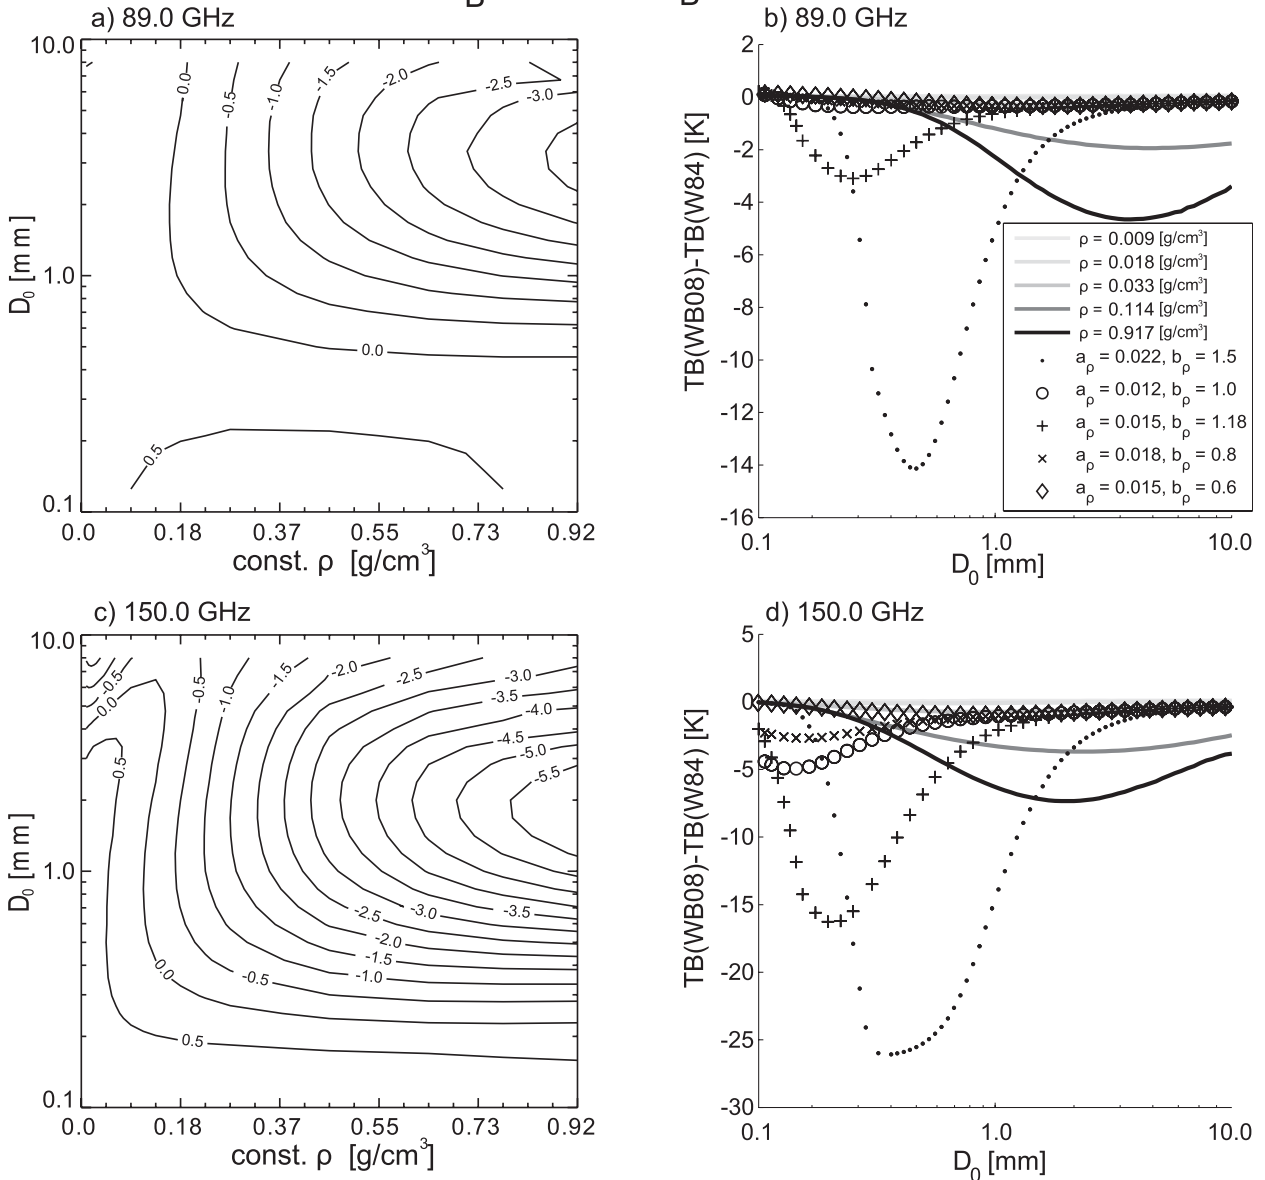 B B
a) 89.0 GHz
10.0
1.0
0.1
D0 [mm]
0.0
-0.5
-1.0
-1.5
-2.0
-2.5
-3.0
0.0
0.5
0.0 0.18 0.37 0.55 0.73 0.92
const. ρ [g/cm3]
b) 89.0 GHz
2
0
-2
-4
-6
-8
-10
-12
-14
-16
TB(WB08)-TB(W84) [K]
ρ = 0.009 [g/cm3]
ρ = 0.018 [g/cm3]
ρ = 0.033 [g/cm3]
ρ = 0.114 [g/cm3]
ρ = 0.917 [g/cm3]
aρ = 0.022, bρ = 1.5
aρ = 0.012, bρ = 1.0
aρ = 0.015, bρ = 1.18
aρ = 0.018, bρ = 0.8
aρ = 0.015, bρ = 0.6
0.1 1.0 10.0
D0 [mm]
c) 150.0 GHz
10.0
1.0
0.1
D0 [mm]
-0.5
0.0
0.5
-0.5
-1.0
-1.5
-2.0
-2.5
-3.0
-3.5
-4.0
-4.5
-5.0
-5.5
-3.5
-3.0
-2.5
-2.0
-1.5
-1.0
-0.5
0.0
0.5
0.0 0.18 0.37 0.55 0.73 0.92
const. ρ [g/cm3]
d) 150.0 GHz
5
0
-5
-10
-15
-20
-25
-30
TB(WB08)-TB(W84) [K]
0.1 1.0 10.0
D0 [mm]